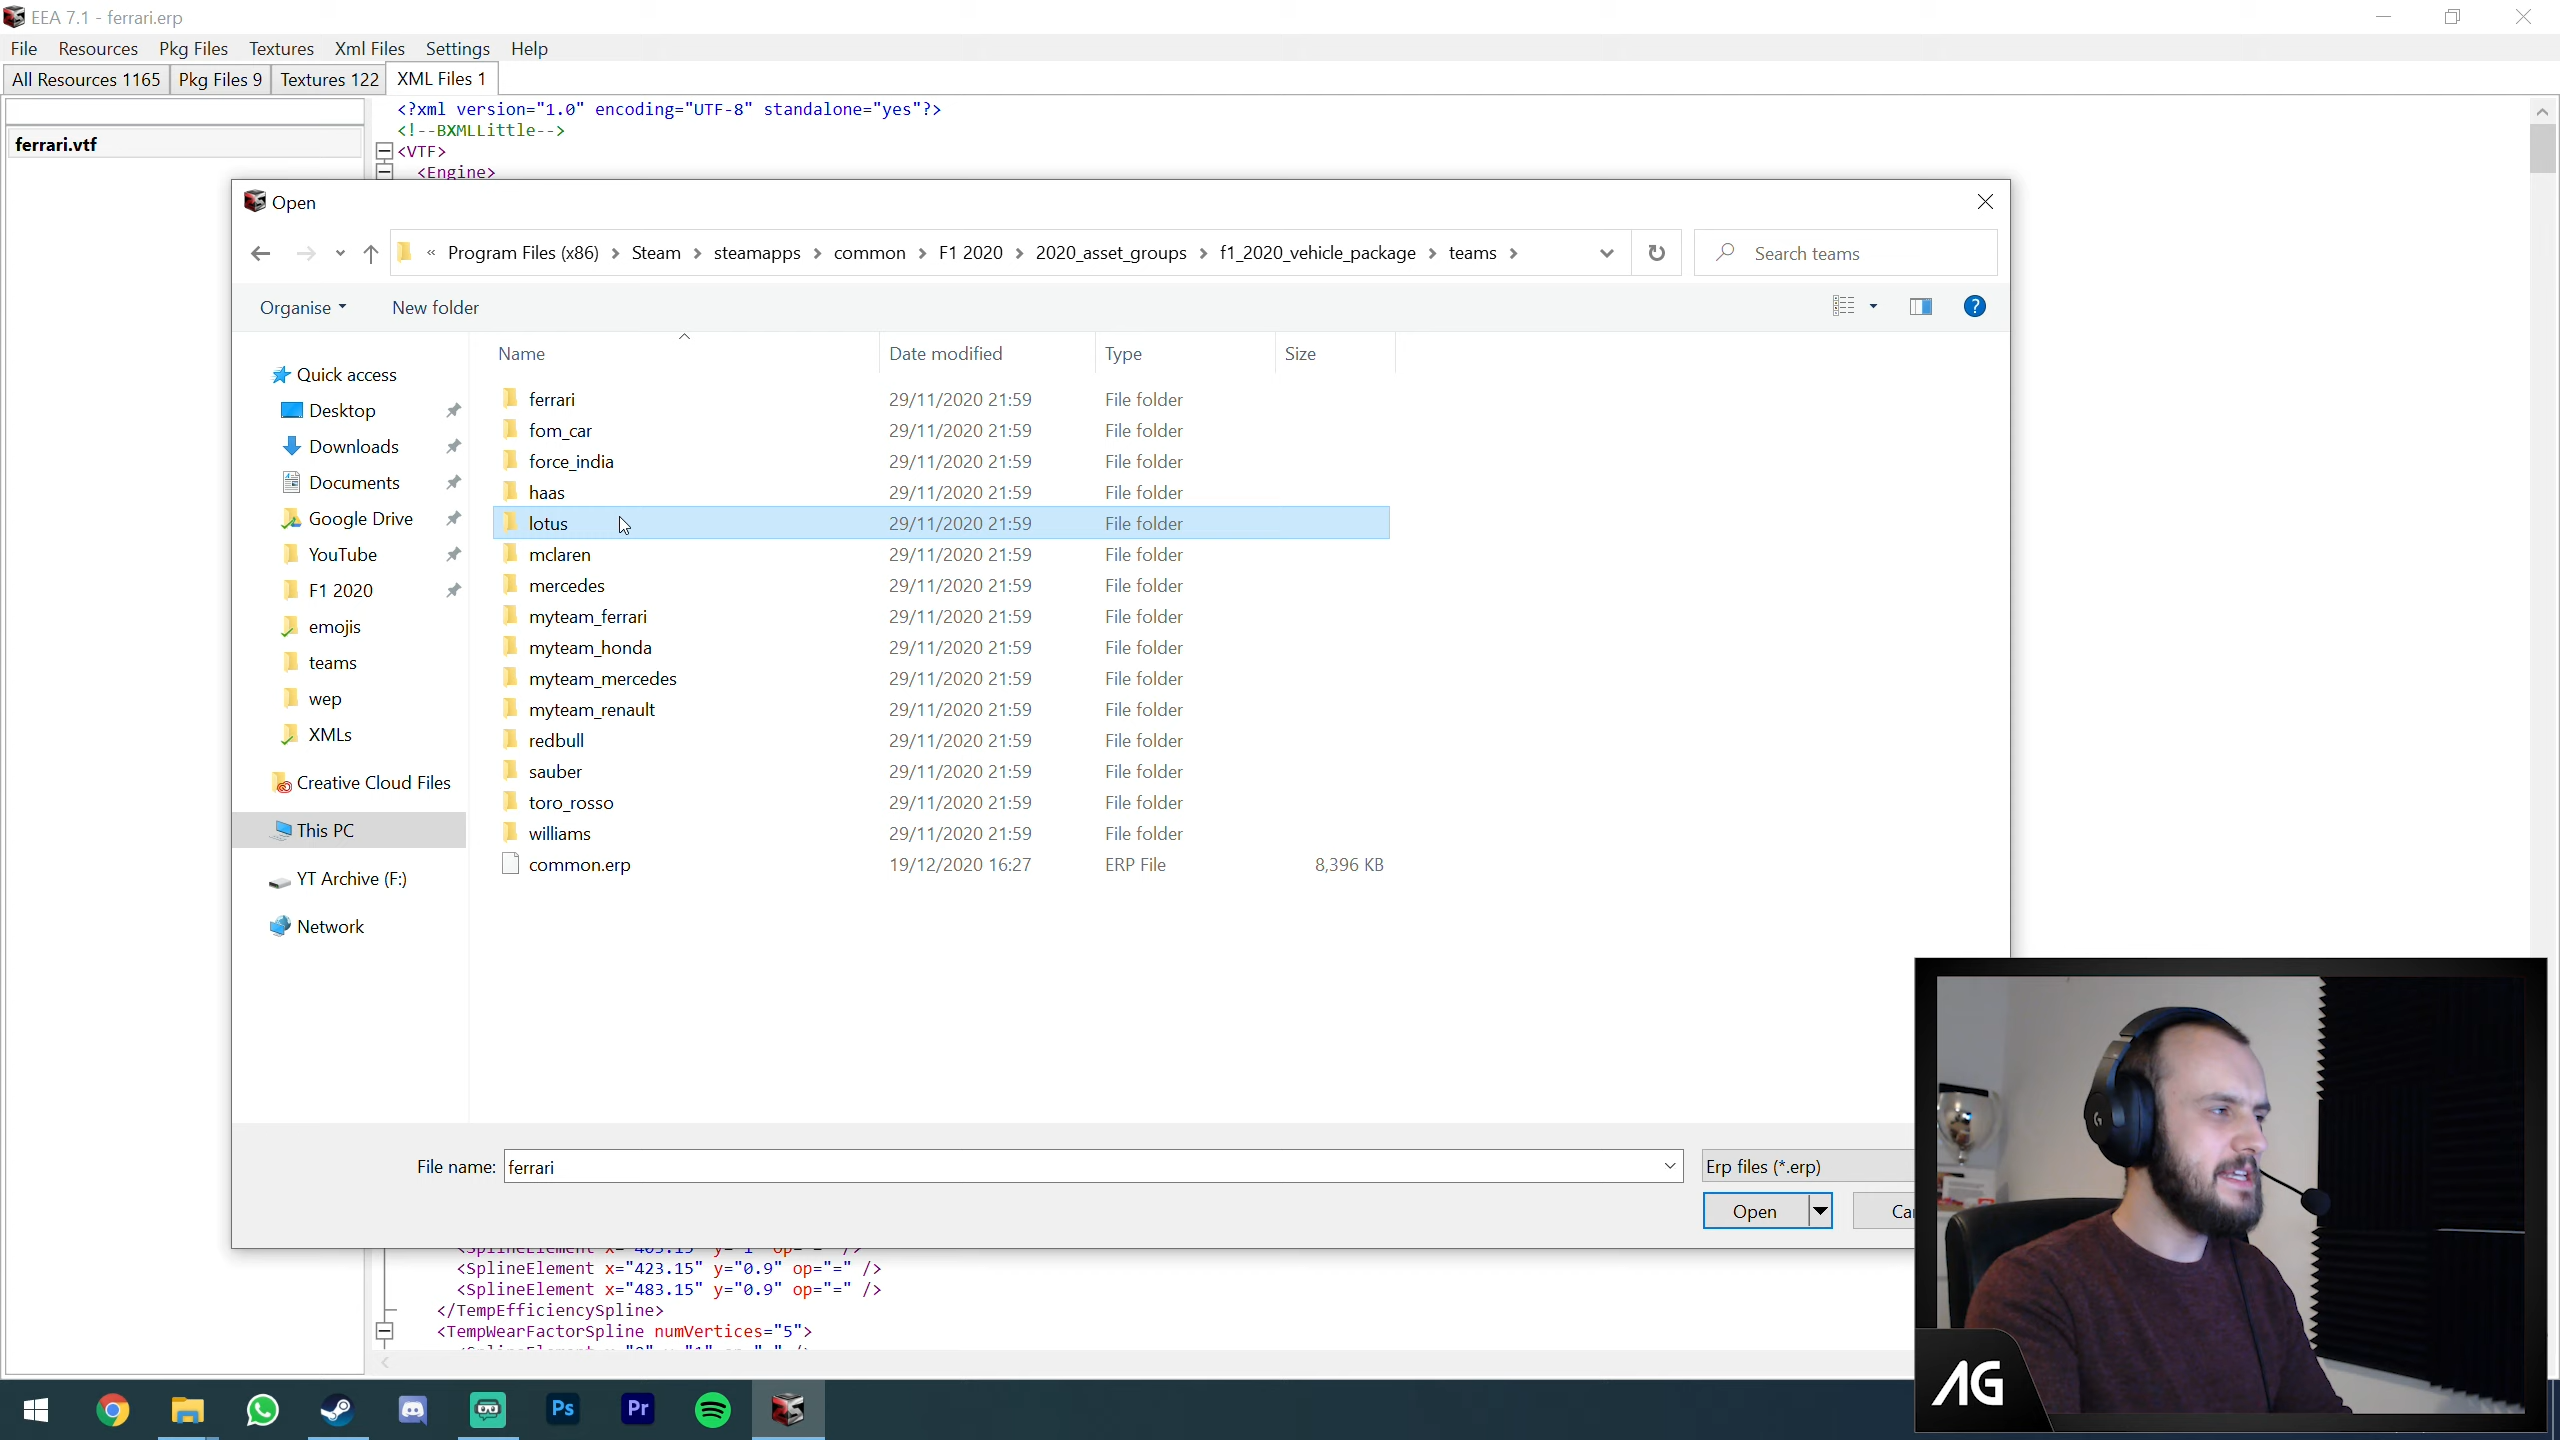 EEA 7.1 - ferrari.erp
File Resources Pkg Files Textures Xml Files Settings Help
All Resources 1165 Pkg Files 9 Textures 122 XML Files 1
<?xml version="1.0" encoding="UTF-8" standalone="yes"?>
<!--BXMLLittle-->
ferrari.vtf
<VTF>
<Engine>
Open
« Program Files (x86) > Steam > steamapps > common > F1 2020 > 2020_asset_groups > f1_2020_vehicle_package > teams >
Search teams
Organise New folder
Name Date modified Type Size
Quick access
Desktop
Downloads
Documents
Google Drive
YouTube
F1 2020
emojis
teams
wep
XMLs
Creative Cloud Files
This PC
YT Archive (F:)
Network
ferrari 29/11/2020 21:59 File folder
fom_car 29/11/2020 21:59 File folder
force_india 29/11/2020 21:59 File folder
haas 29/11/2020 21:59 File folder
lotus 29/11/2020 21:59 File folder
mclaren 29/11/2020 21:59 File folder
mercedes 29/11/2020 21:59 File folder
myteam_ferrari 29/11/2020 21:59 File folder
myteam_honda 29/11/2020 21:59 File folder
myteam_mercedes 29/11/2020 21:59 File folder
myteam_renault 29/11/2020 21:59 File folder
redbull 29/11/2020 21:59 File folder
sauber 29/11/2020 21:59 File folder
toro_rosso 29/11/2020 21:59 File folder
williams 29/11/2020 21:59 File folder
common.erp 19/12/2020 16:27 ERP File 8,396 KB
File name: ferrari
Erp files (*.erp)
Open
<SplineElement x="423.15" y="0.9" op="=" />
<SplineElement x="483.15" y="0.9" op="=" />
</TempEfficiencySpline>
<TempWearFactorSpline numVertices="5">
Ps Pr
AG